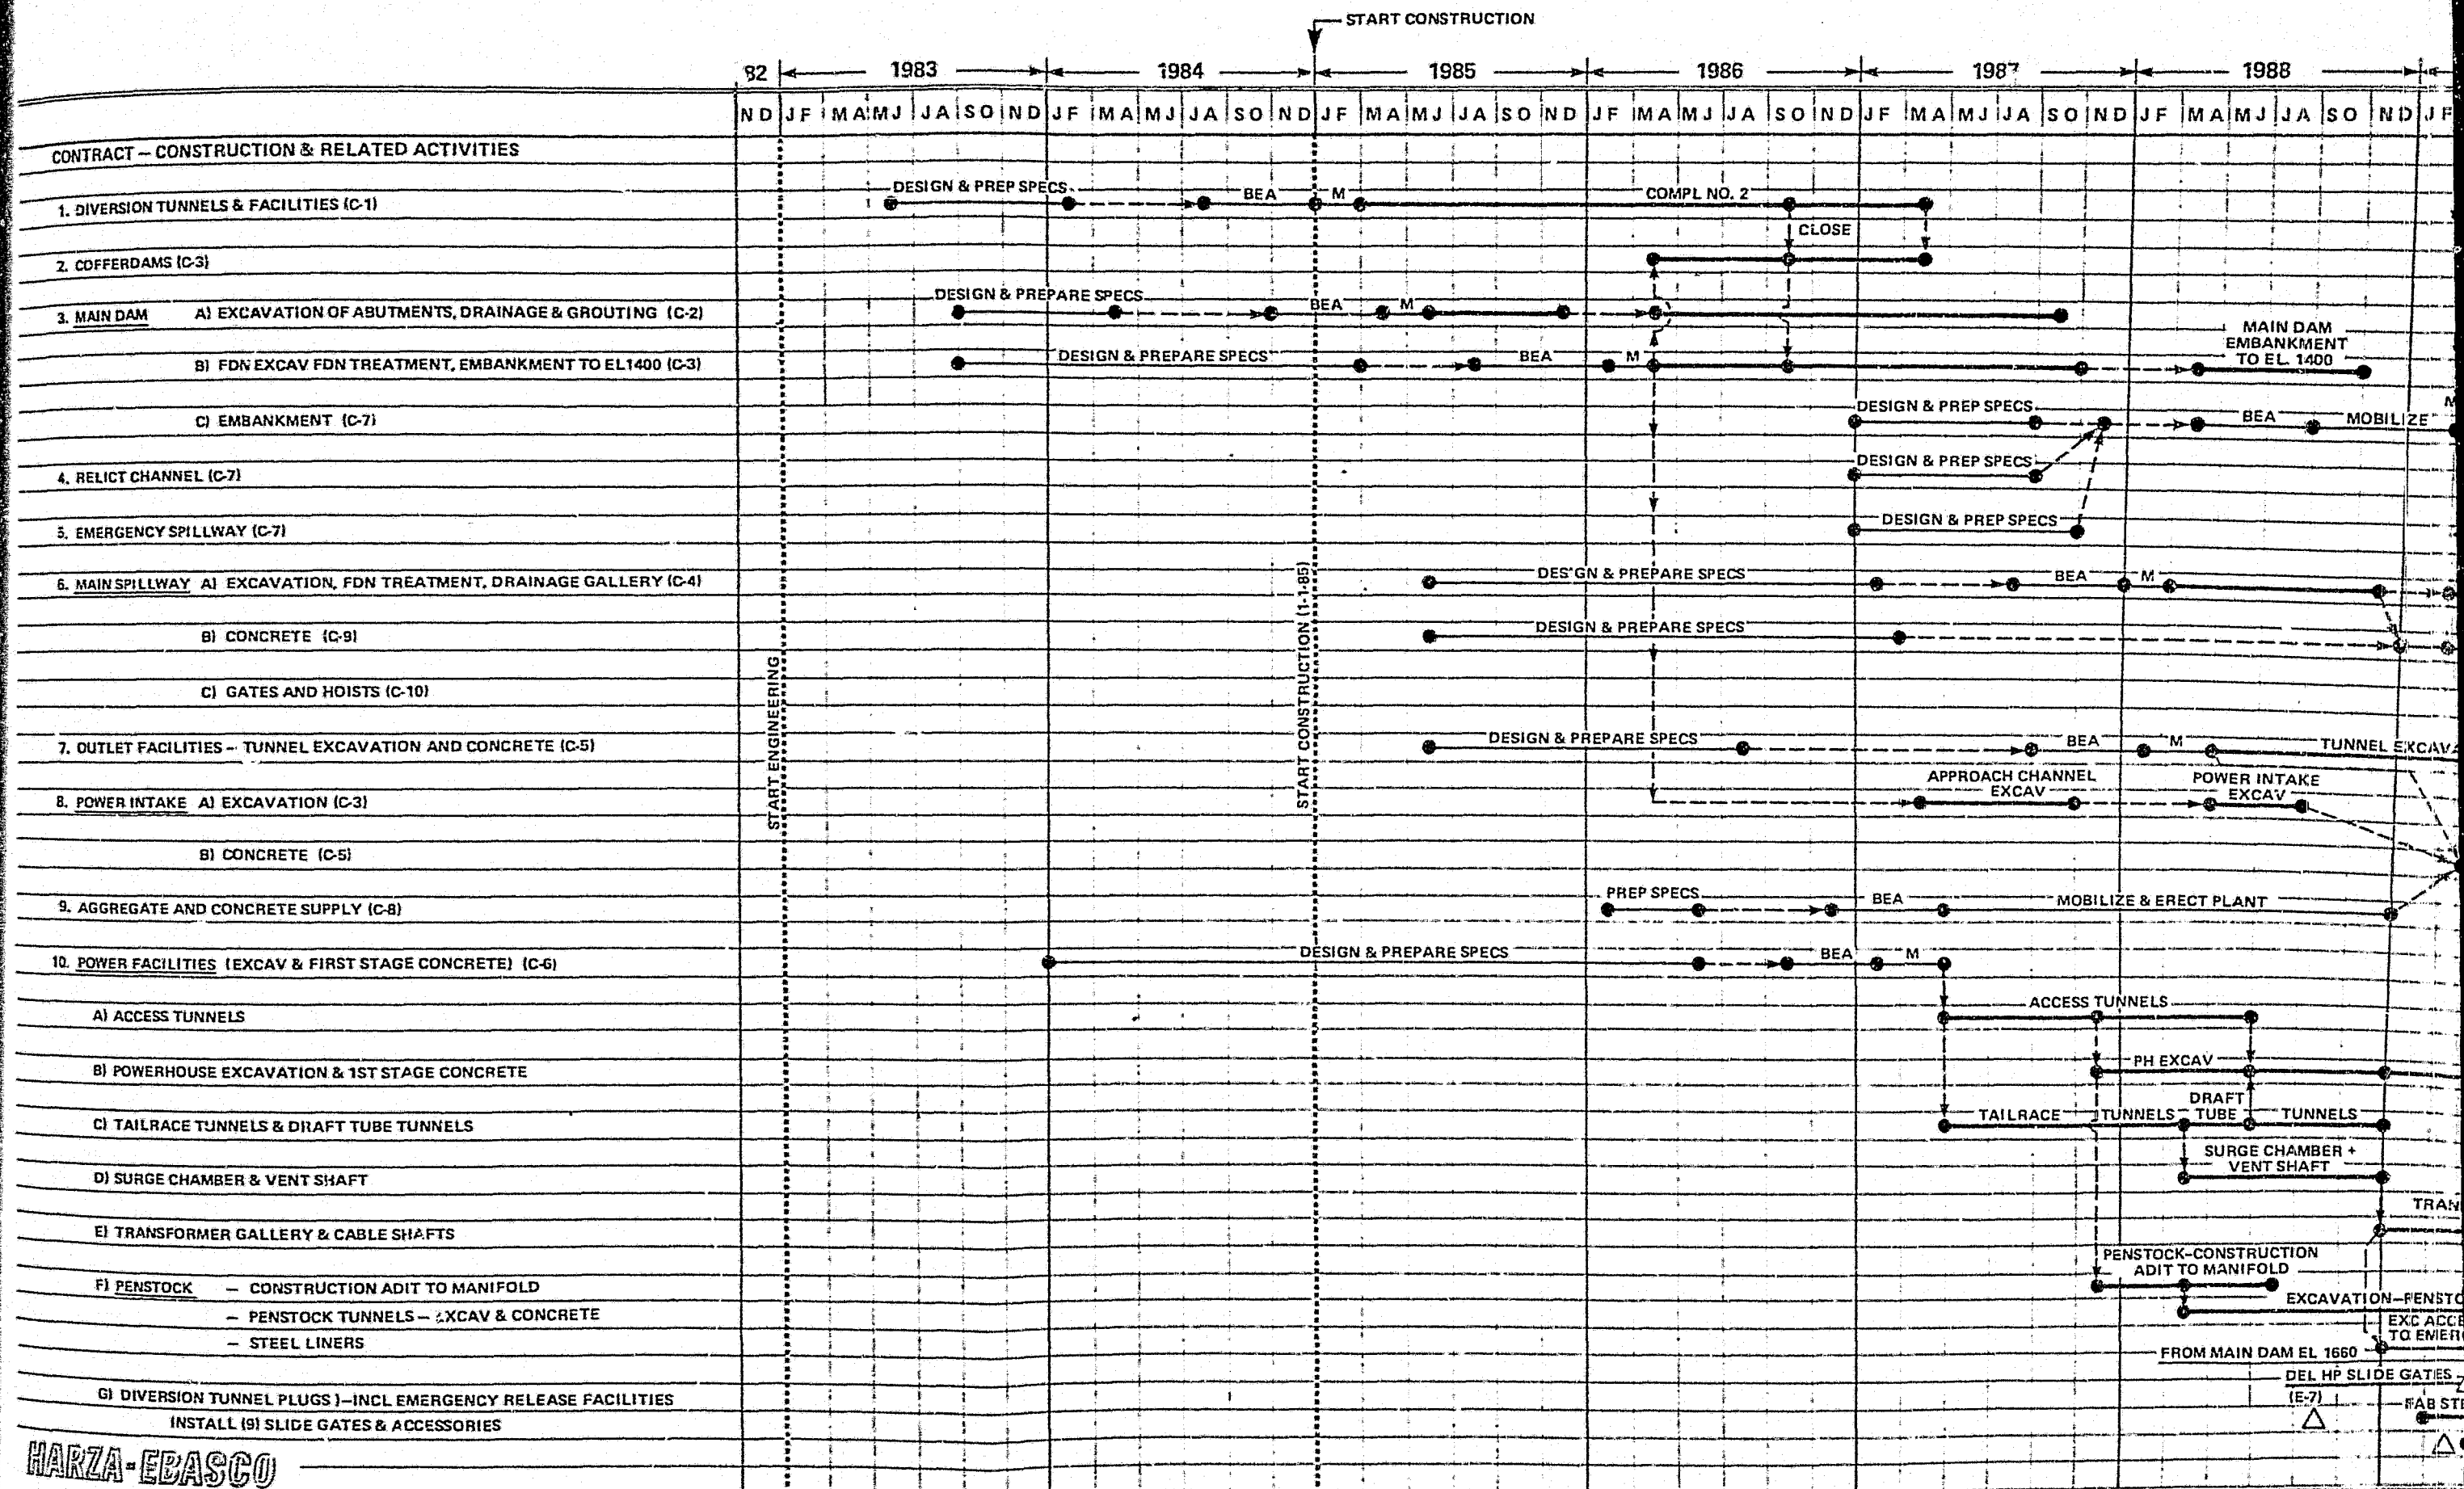 START CONSTRUCTION
82 1983 1984 1985 1986 1987 1988
N D J F M A M J J A S O N D J F M A M J J A S O N D J F M A M J J A S O N D J F M A M J J A S O N D J F M A M J J A S O N D J F M A M J J A S O N D J F
CONTRACT – CONSTRUCTION & RELATED ACTIVITIES
DESIGN & PREP SPECS BEA M COMPL NO. 2
1. DIVERSION TUNNELS & FACILITIES (C-1)
CLOSE
2. COFFERDAMS (C-3)
DESIGN & PREPARE SPECS BEA M
3. MAIN DAM A) EXCAVATION OF ABUTMENTS, DRAINAGE & GROUTING (C-2)
MAIN DAM
EMBANKMENT
TO EL. 1400
DESIGN & PREPARE SPECS BEA M
B) FDN EXCAV FDN TREATMENT, EMBANKMENT TO EL1400 (C-3)
DESIGN & PREP SPECS BEA MOBILIZE M
C) EMBANKMENT (C-7)
DESIGN & PREP SPECS
4. RELICT CHANNEL (C-7)
DESIGN & PREP SPECS
5. EMERGENCY SPILLWAY (C-7)
DESIGN & PREPARE SPECS BEA M
6. MAIN SPILLWAY A) EXCAVATION, FDN TREATMENT, DRAINAGE GALLERY (C-4)
DESIGN & PREPARE SPECS
B) CONCRETE (C-9)
C) GATES AND HOISTS (C-10)
START ENGINEERING
START CONSTRUCTION (1-1-85)
DESIGN & PREPARE SPECS BEA M TUNNEL EXCAVA
7. OUTLET FACILITIES – TUNNEL EXCAVATION AND CONCRETE (C-5)
APPROACH CHANNEL
EXCAV
POWER INTAKE
EXCAV
8. POWER INTAKE A) EXCAVATION (C-3)
B) CONCRETE (C-5)
PREP SPECS BEA MOBILIZE & ERECT PLANT
9. AGGREGATE AND CONCRETE SUPPLY (C-8)
DESIGN & PREPARE SPECS BEA M
10. POWER FACILITIES (EXCAV & FIRST STAGE CONCRETE) (C-6)
ACCESS TUNNELS
A) ACCESS TUNNELS
PH EXCAV
B) POWERHOUSE EXCAVATION & 1ST STAGE CONCRETE
DRAFT
TAILRACE TUNNELS TUBE TUNNELS
C) TAILRACE TUNNELS & DRAFT TUBE TUNNELS
SURGE CHAMBER +
VENT SHAFT
D) SURGE CHAMBER & VENT SHAFT
TRAN
E) TRANSFORMER GALLERY & CABLE SHAFTS
PENSTOCK–CONSTRUCTION
ADIT TO MANIFOLD
F) PENSTOCK – CONSTRUCTION ADIT TO MANIFOLD
EXCAVATION–PENSTO
– PENSTOCK TUNNELS – EXCAV & CONCRETE
EXC ACCE
TO EMER
– STEEL LINERS
FROM MAIN DAM EL 1660
DEL HP SLIDE GATES
(E-7)
G) DIVERSION TUNNEL PLUGS )–INCL EMERGENCY RELEASE FACILITIES
FAB STE
INSTALL (9) SLIDE GATES & ACCESSORIES
HARZA-EBASCO